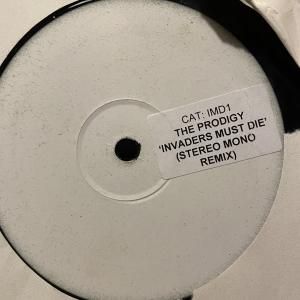 CAT: IMD1
THE PRODIGY
'INVADERS MUST DIE'
(STEREO MONO
REMIX)